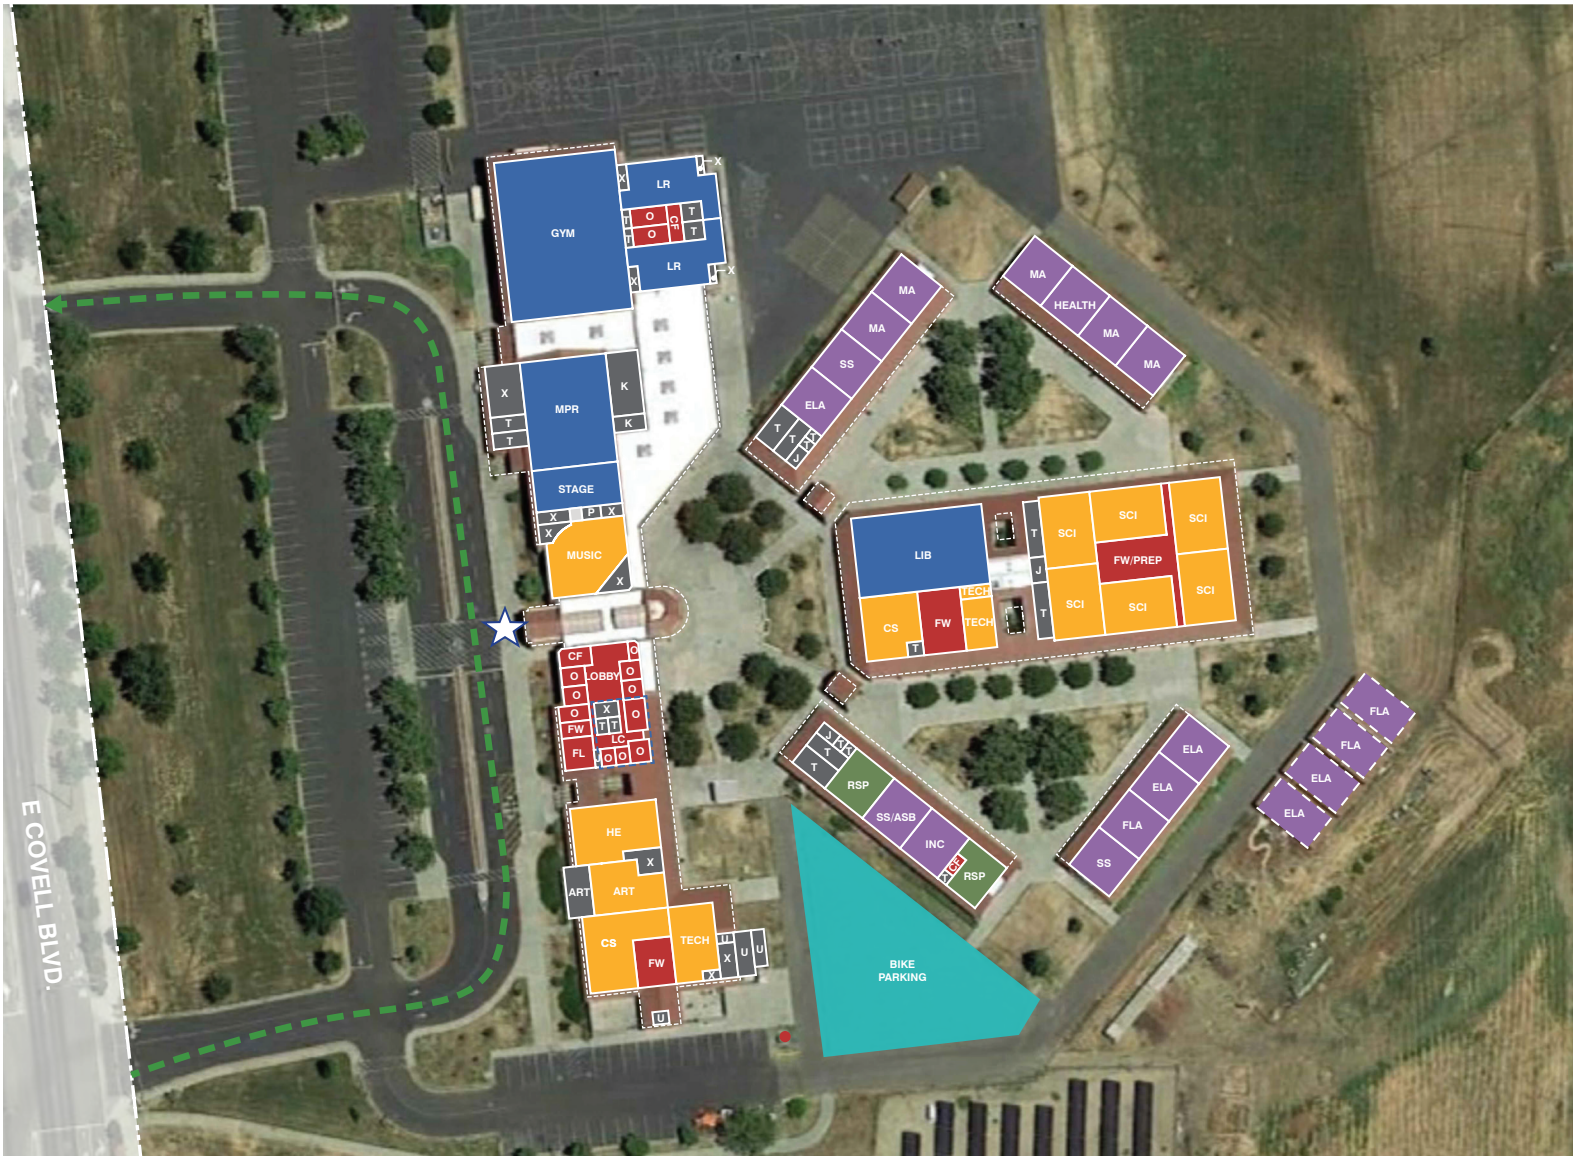 X
LR
X
T
O
CF
T
T
O
T
GYM
LR
X
X
MA
MA
SS
ELA
T
T
T
T
J
MA
HEALTH
MA
MA
X
MPR
K
T
K
T
STAGE
X
P
X
X
MUSIC
X
LIB
TECH
CS
FW
TECH
T
T
J
T
SCI
SCI
SCI
FW/PREP
SCI
SCI
SCI
CF
LOBBY
O
O
O
O
O
O
X
O
FW
T
T
LC
FL
J
O
O
O
HE
X
ART
ART
CS
TECH
FW
U
X
U
U
X
U
J
T
T
T
T
RSP
SS/ASB
INC
CF
T
RSP
ELA
ELA
FLA
SS
FLA
FLA
ELA
ELA
BIKE
PARKING
E COVELL BLVD.